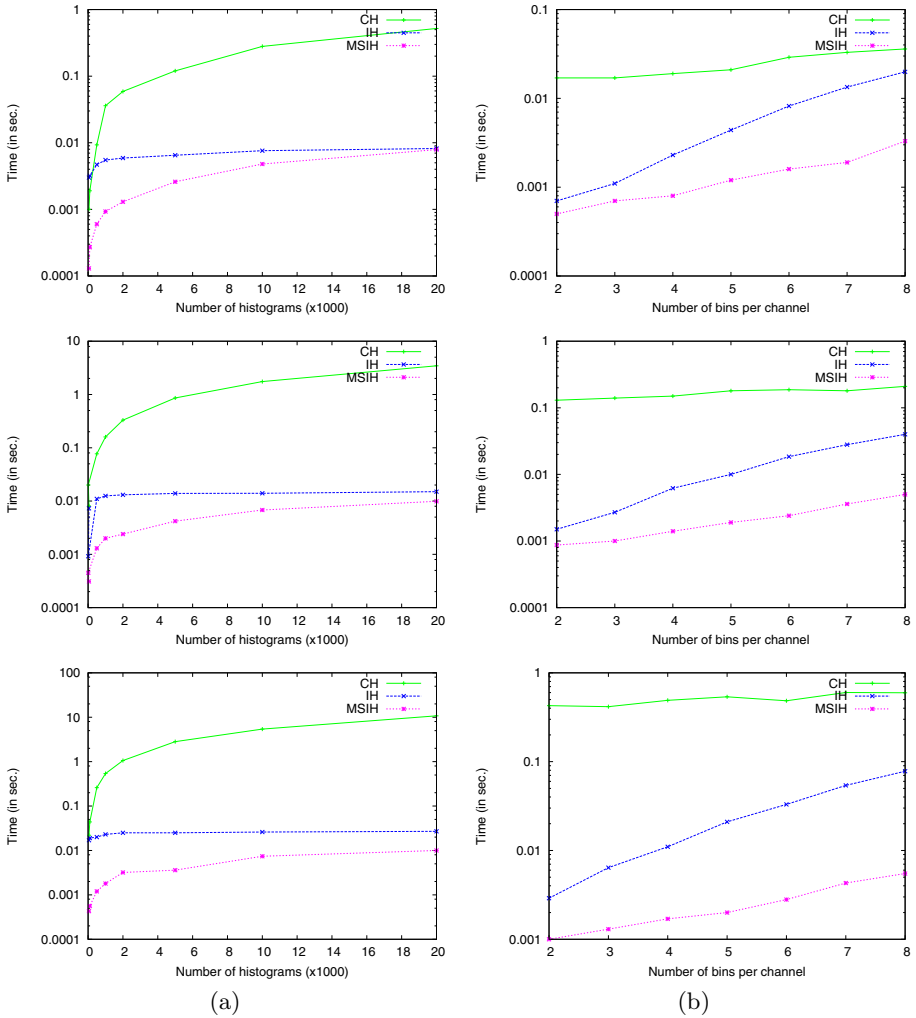 1
0.1
0.01
0.001
0.0001
Time (in sec.)
0 2 4 6 8 10 12 14 16 18 20
Number of histograms (x1000)
CH
IH
MSIH
0.1
0.01
0.001
0.0001
Time (in sec.)
2 3 4 5 6 7 8
Number of bins per channel
CH
IH
MSIH
10
1
0.1
0.01
0.001
0.0001
Time (in sec.)
0 2 4 6 8 10 12 14 16 18 20
Number of histograms (x1000)
CH
IH
MSIH
1
0.1
0.01
0.001
0.0001
Time (in sec.)
2 3 4 5 6 7 8
Number of bins per channel
CH
IH
MSIH
100
10
1
0.1
0.01
0.001
0.0001
Time (in sec.)
0 2 4 6 8 10 12 14 16 18 20
Number of histograms (x1000)
CH
IH
MSIH
1
0.1
0.01
0.001
Time (in sec.)
2 3 4 5 6 7 8
Number of bins per channel
CH
IH
MSIH
(a)
(b)